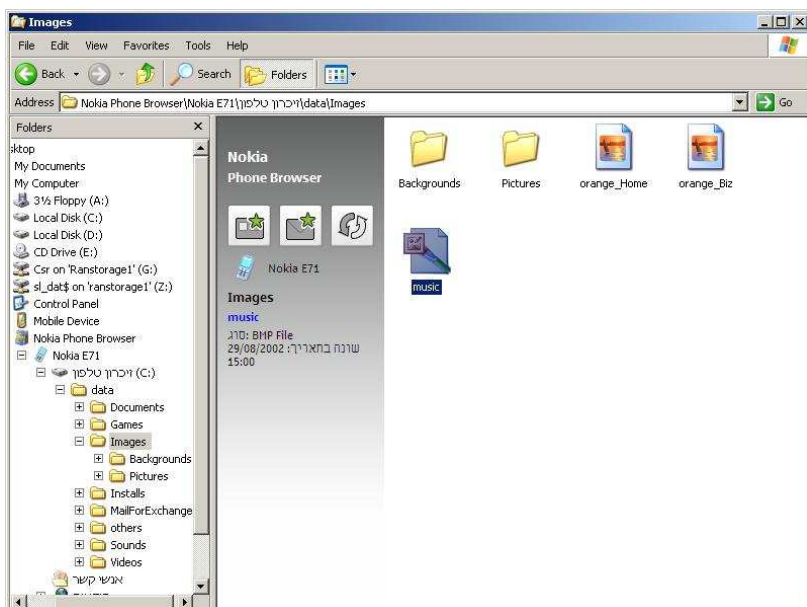 Images
File Edit View Favorites Tools Help
Back Search Folders
Address Nokia Phone Browser\Nokia E71\זיכרון טלפון\data\Images Go
Folders
sktop
My Documents
My Computer
3½ Floppy (A:)
Local Disk (C:)
Local Disk (D:)
CD Drive (E:)
Csr on 'Ranstorage1' (G:)
sl_dat$ on 'ranstorage1' (Z:)
Control Panel
Mobile Device
Nokia Phone Browser
Nokia E71
זיכרון טלפון (C:)
data
Documents
Games
Images
Backgrounds
Pictures
Installs
MailForExchange
others
Sounds
Videos
אנשי קשר
Nokia
Phone Browser
Nokia E71
Images
music
סוג: BMP File
שונה בתאריך: 29/08/2002
15:00
Backgrounds Pictures orange_Home orange_Biz
music